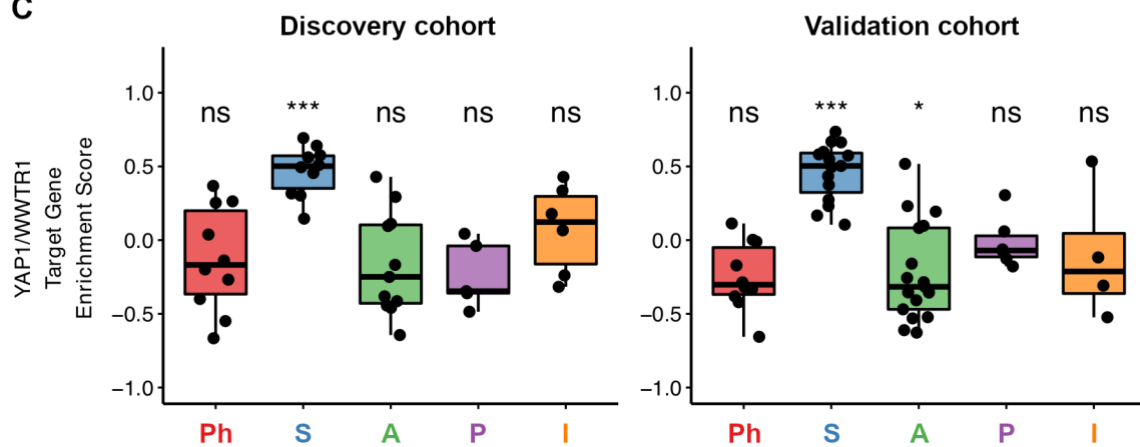 C
Discovery cohort
Validation cohort
YAP1/WWTR1
Target Gene
Enrichment Score
1.0
0.5
0.0
−0.5
−1.0
ns
***
ns
ns
ns
Ph
S
A
P
I
1.0
0.5
0.0
−0.5
−1.0
ns
***
*
ns
ns
Ph
S
A
P
I